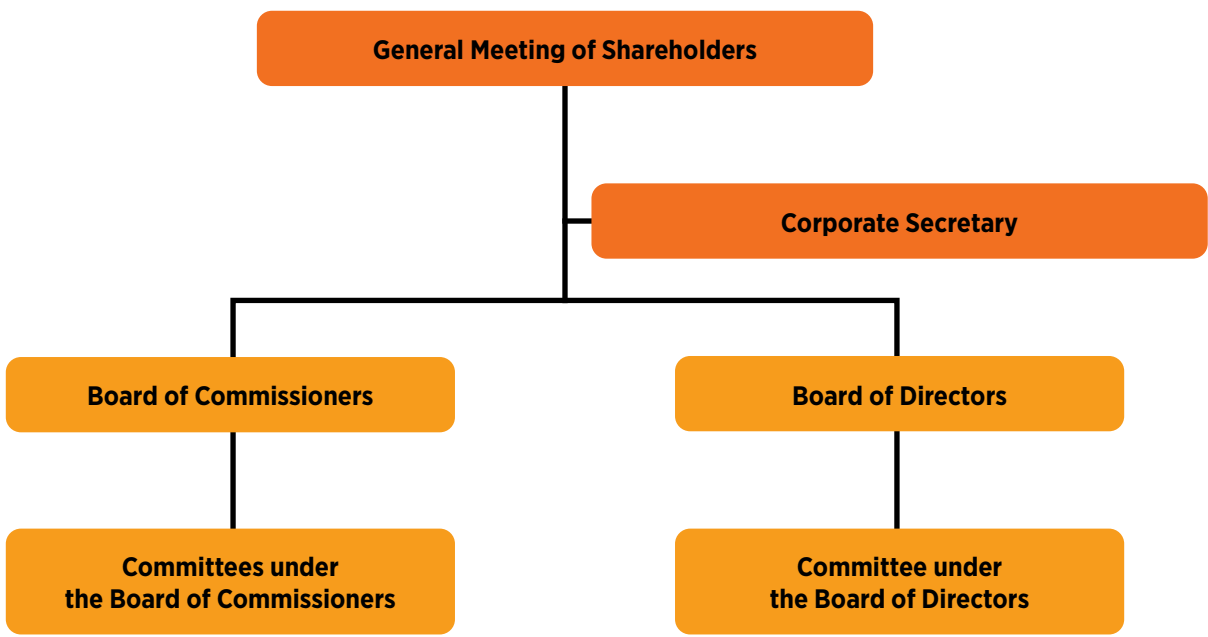 General Meeting of Shareholders
Corporate Secretary
Board of Commissioners
Board of Directors
Committees under
the Board of Commissioners
Committee under
the Board of Directors